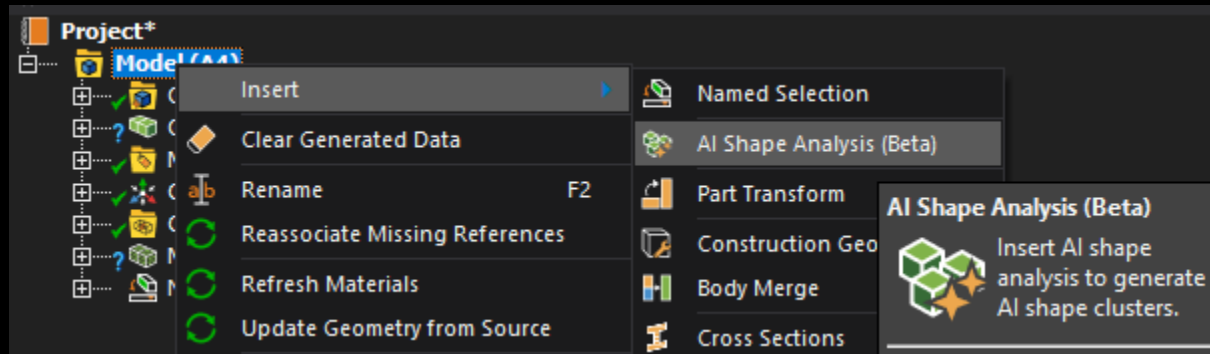 Project*
Model (A4)
Insert
Clear Generated Data
Rename F2
Reassociate Missing References
Refresh Materials
Update Geometry from Source
Named Selection
AI Shape Analysis (Beta)
Part Transform
Construction Geo
Body Merge
Cross Sections
AI Shape Analysis (Beta)
Insert AI shape
analysis to generate
AI shape clusters.